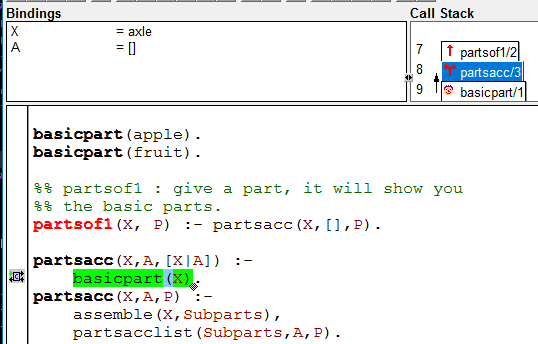 Bindings
X = axle
A = []
Call Stack
7 partsof1/2
8 partsacc/3
9 basicpart/1
basicpart(apple).
basicpart(fruit).
%% partsof1 : give a part, it will show you
%% the basic parts.
partsof1(X, P) :- partsacc(X,[],P).
partsacc(X,A,[X|A]) :-
    basicpart(X).
partsacc(X,A,P) :-
    assemble(X,Subparts),
    partsacclist(Subparts,A,P).